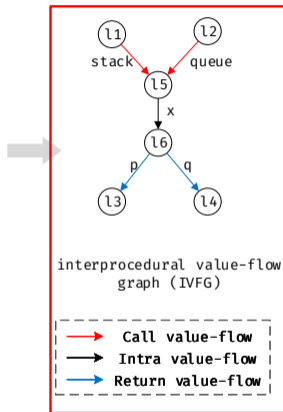 l1 l2
stack queue
l5
x
l6
p q
l3 l4
interprocedural value-flow
graph (IVFG)
Call value-flow
Intra value-flow
Return value-flow